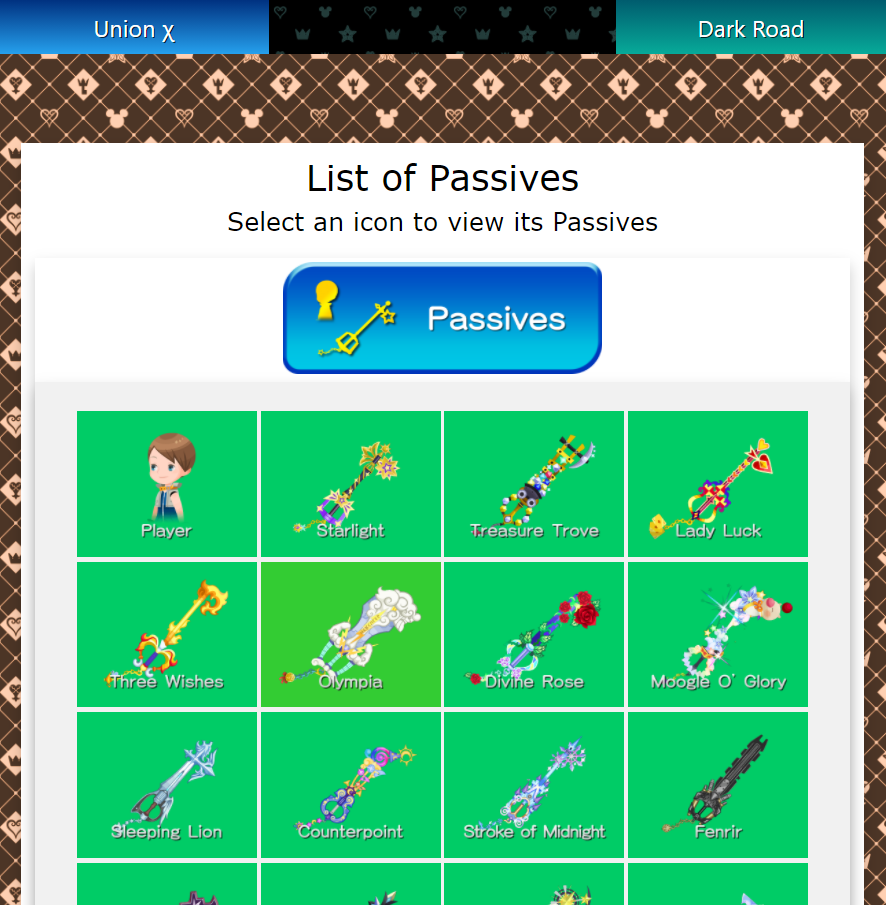 Union χ
Dark Road
List of Passives
Select an icon to view its Passives
Passives
Player
Starlight
Treasure Trove
Lady Luck
Three Wishes
Olympia
Divine Rose
Moogle O' Glory
Sleeping Lion
Counterpoint
Stroke of Midnight
Fenrir